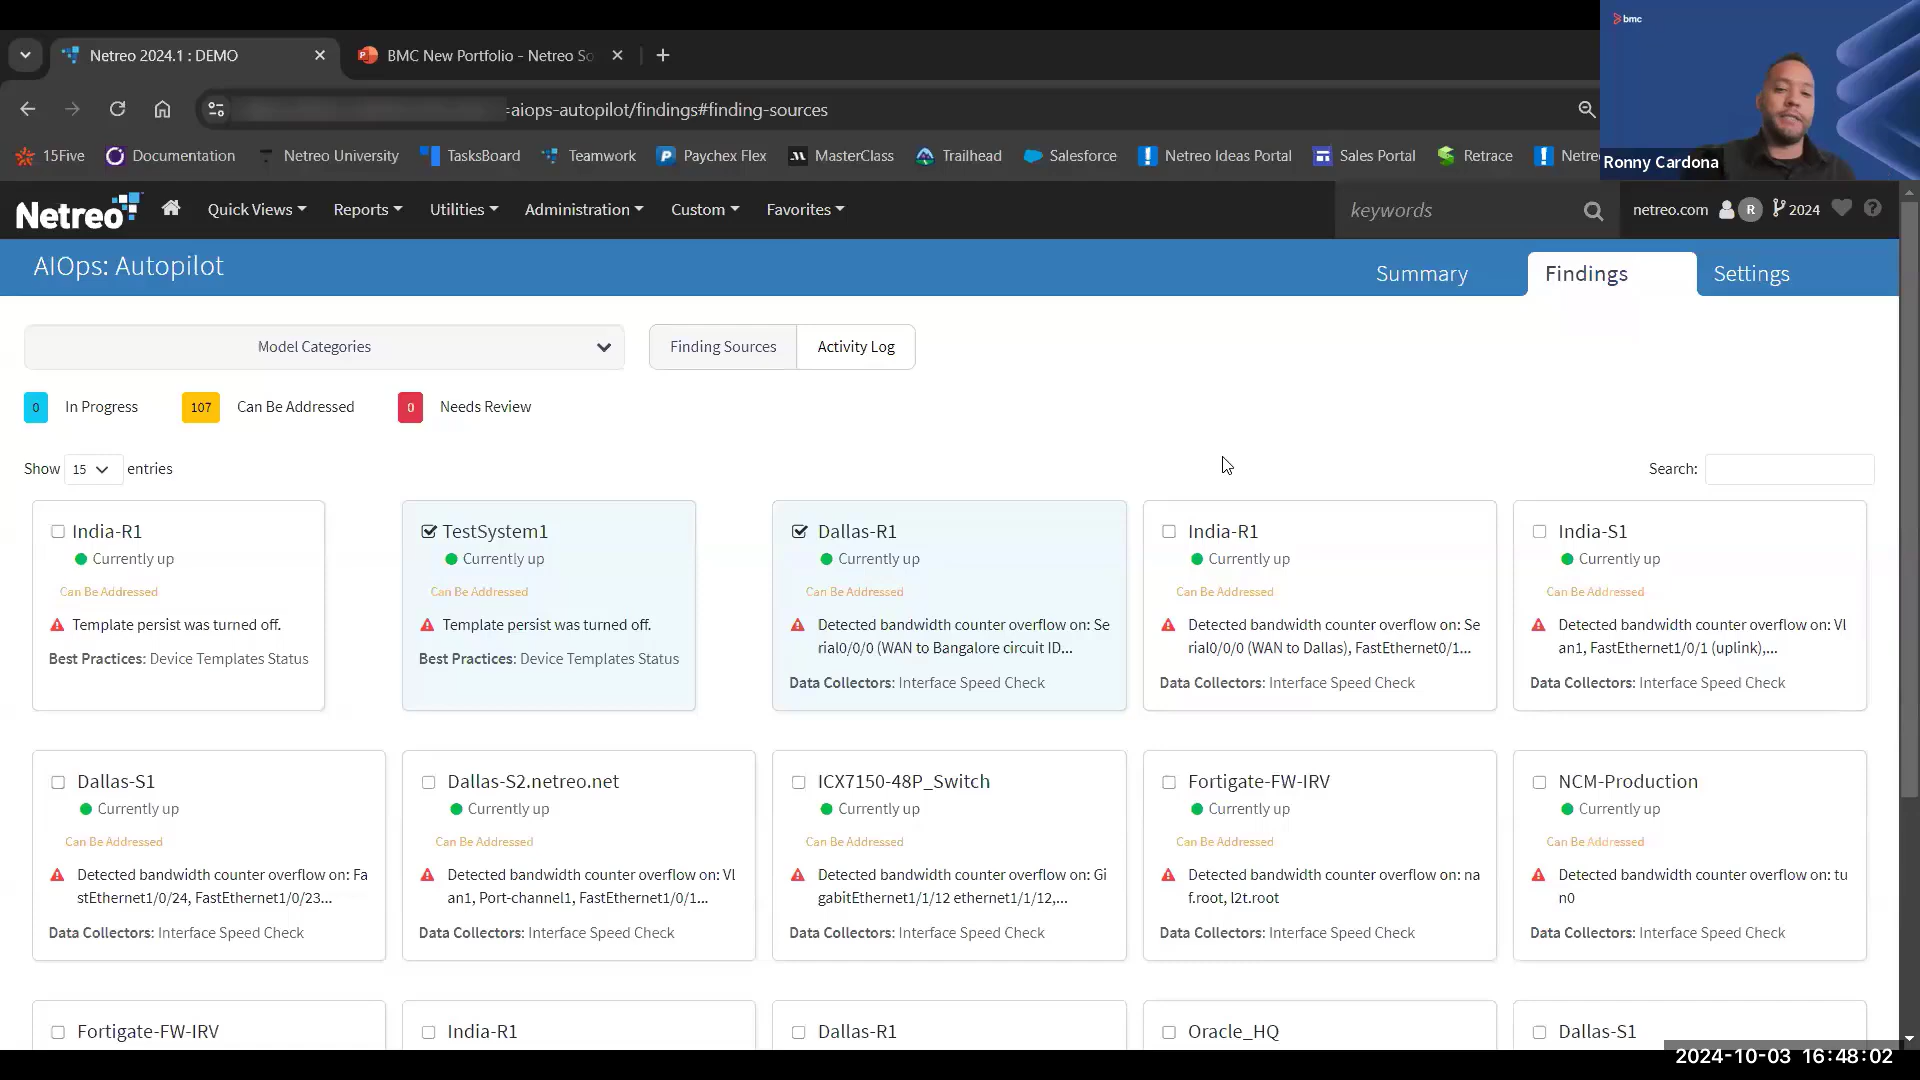 bmc
Netreo 2024.1 : DEMO
BMC New Portfolio - Netreo So
=aiops-autopilot/findings#finding-sources
15Five
Documentation
Netreo University
TasksBoard
Teamwork
Paychex Flex
MasterClass
Trailhead
Salesforce
Netreo Ideas Portal
Sales Portal
Retrace
Netre
Ronny Cardona
Netreo
Quick Views
Reports
Utilities
Administration
Custom
Favorites
keywords
netreo.com
R
2024
AIOps: Autopilot
Summary
Findings
Settings
Model Categories
Finding Sources
Activity Log
0 In Progress
107 Can Be Addressed
0 Needs Review
Show 15 entries
Search:
India-R1
Currently up
Can Be Addressed
Template persist was turned off.
Best Practices: Device Templates Status
TestSystem1
Currently up
Can Be Addressed
Template persist was turned off.
Best Practices: Device Templates Status
Dallas-R1
Currently up
Can Be Addressed
Detected bandwidth counter overflow on: Se
rial0/0/0 (WAN to Bangalore circuit ID...
Data Collectors: Interface Speed Check
India-R1
Currently up
Can Be Addressed
Detected bandwidth counter overflow on: Se
rial0/0/0 (WAN to Dallas), FastEthernet0/1...
Data Collectors: Interface Speed Check
India-S1
Currently up
Can Be Addressed
Detected bandwidth counter overflow on: Vl
an1, FastEthernet1/0/1 (uplink),...
Data Collectors: Interface Speed Check
Dallas-S1
Currently up
Can Be Addressed
Detected bandwidth counter overflow on: Fa
stEthernet1/0/24, FastEthernet1/0/23...
Data Collectors: Interface Speed Check
Dallas-S2.netreo.net
Currently up
Can Be Addressed
Detected bandwidth counter overflow on: Vl
an1, Port-channel1, FastEthernet1/0/1...
Data Collectors: Interface Speed Check
ICX7150-48P_Switch
Currently up
Can Be Addressed
Detected bandwidth counter overflow on: Gi
gabitEthernet1/1/12 ethernet1/1/12,...
Data Collectors: Interface Speed Check
Fortigate-FW-IRV
Currently up
Can Be Addressed
Detected bandwidth counter overflow on: na
f.root, l2t.root
Data Collectors: Interface Speed Check
NCM-Production
Currently up
Can Be Addressed
Detected bandwidth counter overflow on: tu
n0
Data Collectors: Interface Speed Check
Fortigate-FW-IRV
India-R1
Dallas-R1
Oracle_HQ
Dallas-S1
2024-10-03 16:48:02